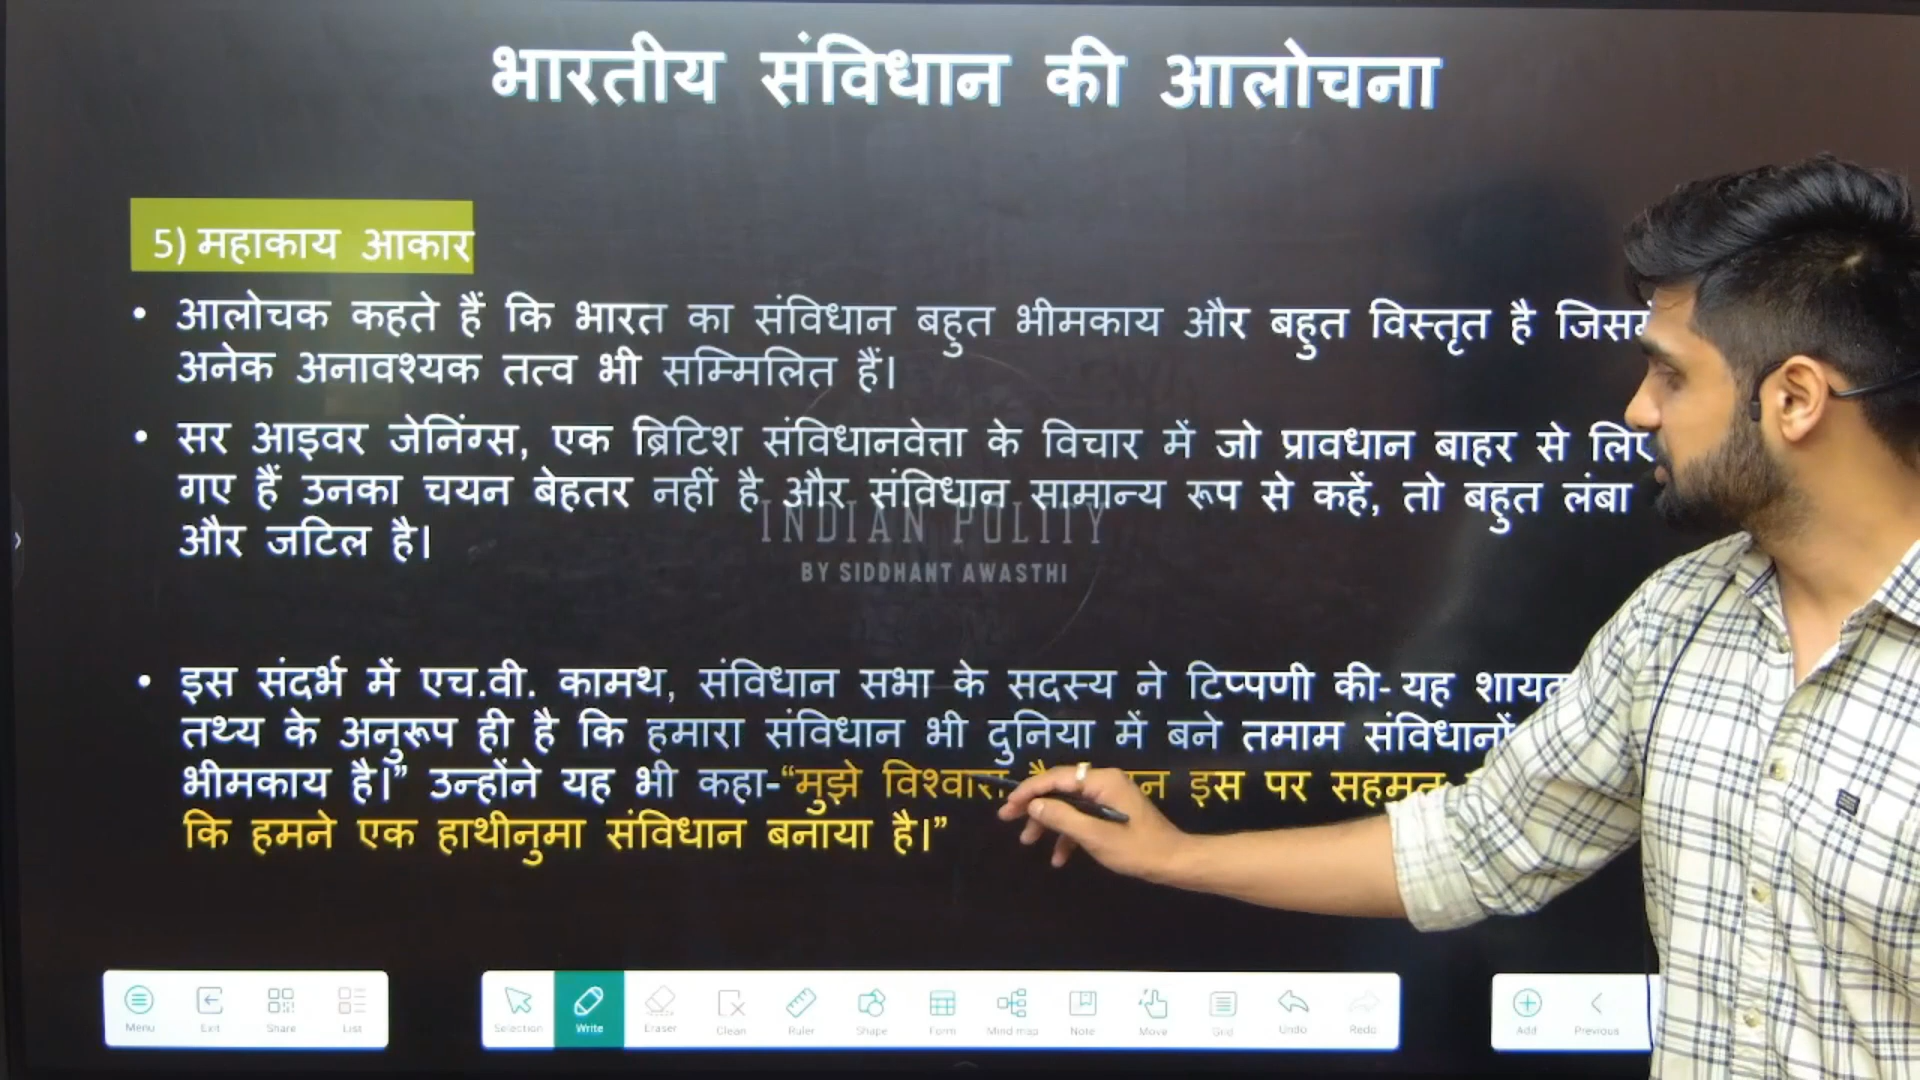 भारतीय संविधान की आलोचना
5) महाकाय आकार
• आलोचक कहते हैं कि भारत का संविधान बहुत भीमकाय और बहुत विस्तृत है
अनेक अनावश्यक तत्व भी सम्मिलित हैं।
• सर आइवर जेनिंग्स, एक ब्रिटिश संविधानवेत्ता के विचार में जो प्रावधान बाहर से लिए
गए हैं उनका चयन बेहतर नहीं है और संविधान सामान्य रूप से कहें, तो बहुत लंबा
और जटिल है।
INDIAN POLITY
BY SIDDHANT AWASTHI
• इस संदर्भ में एच.वी. कामथ, संविधान सभा के सदस्य ने टिप्पणी की- यह
तथ्य के अनुरूप ही है कि हमारा संविधान भी दुनिया में बने तमाम संविधानों
भीमकाय है।” उन्होंने यह भी कहा-“मुझे इस पर सहमत
कि हमने एक हाथीनुमा संविधान बनाया है।”
Menu Exit Share List Selection Write Eraser Clean Ruler Shape Form Mind map Note Move Grid Undo Redo Add Previous